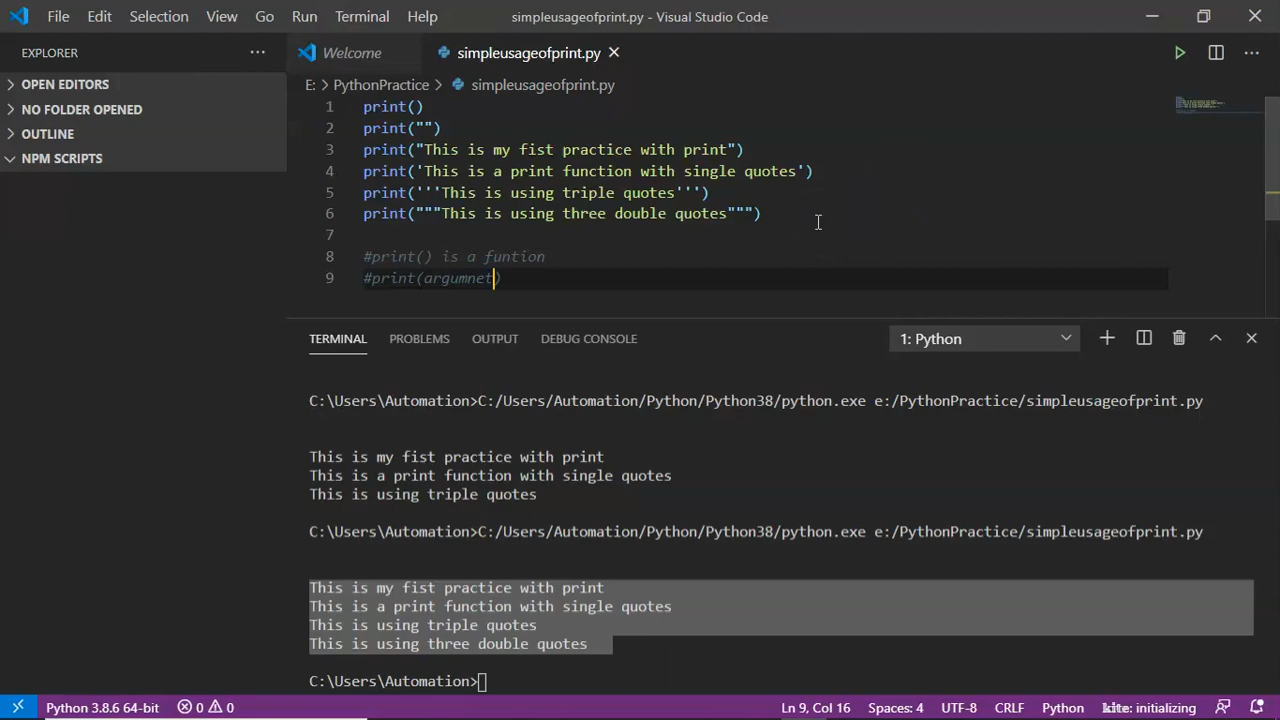 File Edit Selection View Go Run Terminal Help simpleusageofprint.py - Visual Studio Code
EXPLORER
OPEN EDITORS
NO FOLDER OPENED
OUTLINE
NPM SCRIPTS
Welcome simpleusageofprint.py
E: > PythonPractice > simpleusageofprint.py
1 print()
2 print("")
3 print("This is my fist practice with print")
4 print('This is a print function with single quotes')
5 print('''This is using triple quotes''')
6 print("""This is using three double quotes""")
7
8 #print() is a funtion
9 #print(argumnet)
TERMINAL PROBLEMS OUTPUT DEBUG CONSOLE 1: Python
C:\Users\Automation>C:/Users/Automation/Python/Python38/python.exe e:/PythonPractice/simpleusageofprint.py
This is my fist practice with print
This is a print function with single quotes
This is using triple quotes
C:\Users\Automation>C:/Users/Automation/Python/Python38/python.exe e:/PythonPractice/simpleusageofprint.py
This is my fist practice with print
This is a print function with single quotes
This is using triple quotes
This is using three double quotes
C:\Users\Automation>
Python 3.8.6 64-bit 0 0 Ln 9, Col 16 Spaces: 4 UTF-8 CRLF Python kite: initializing